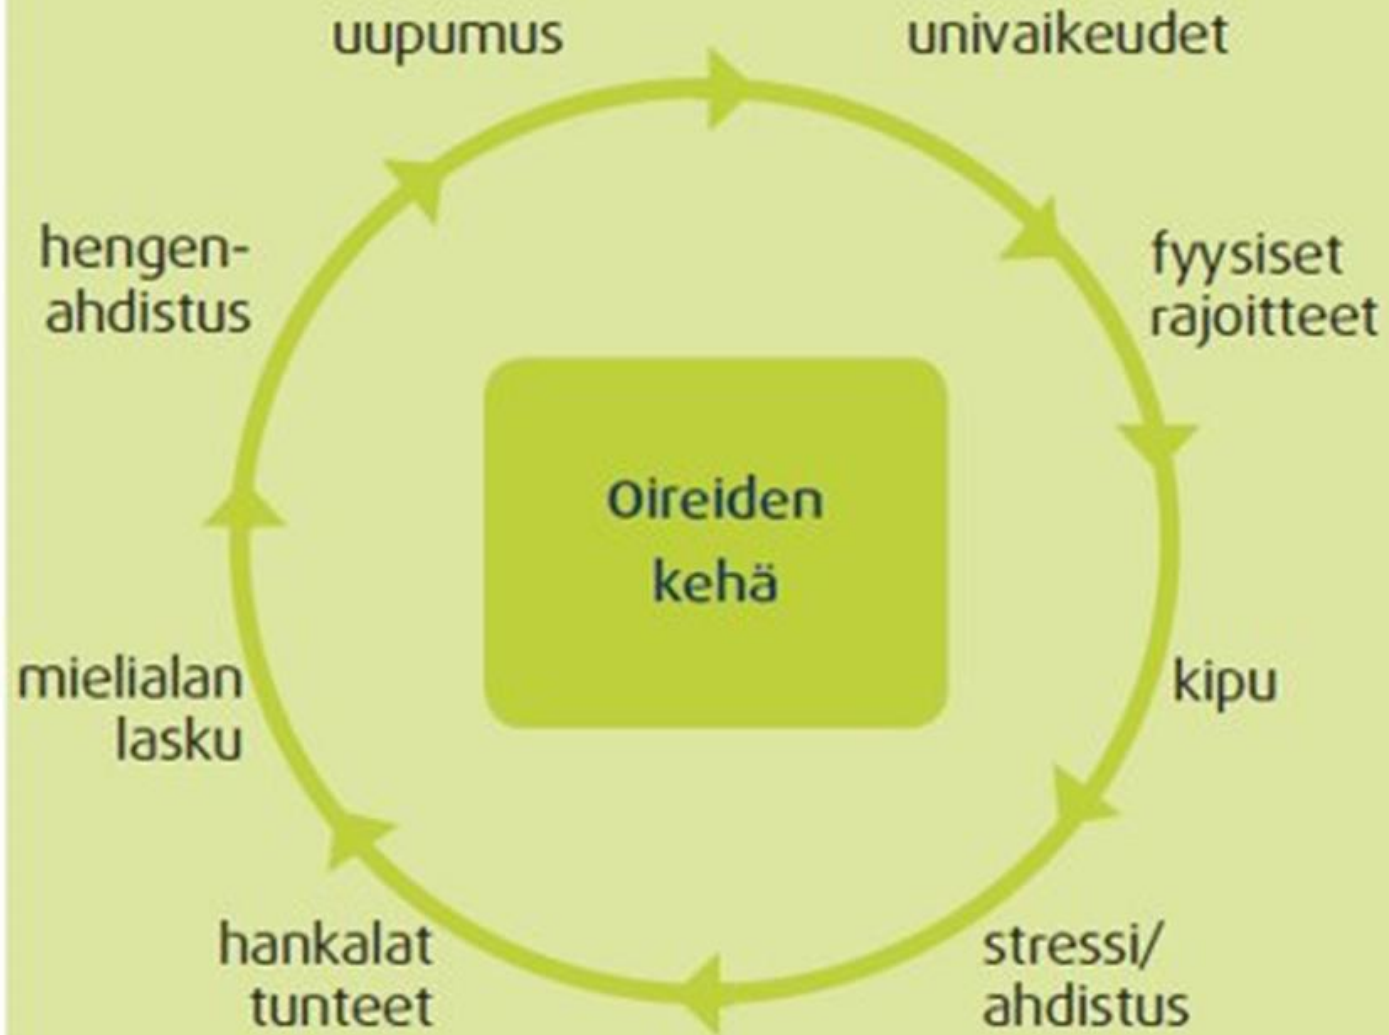 uupumus
univaikeudet
hengen-
ahdistus
fyysiset
rajoitteet
Oireiden
kehä
mielialan
lasku
kipu
hankalat
tunteet
stressi/
ahdistus